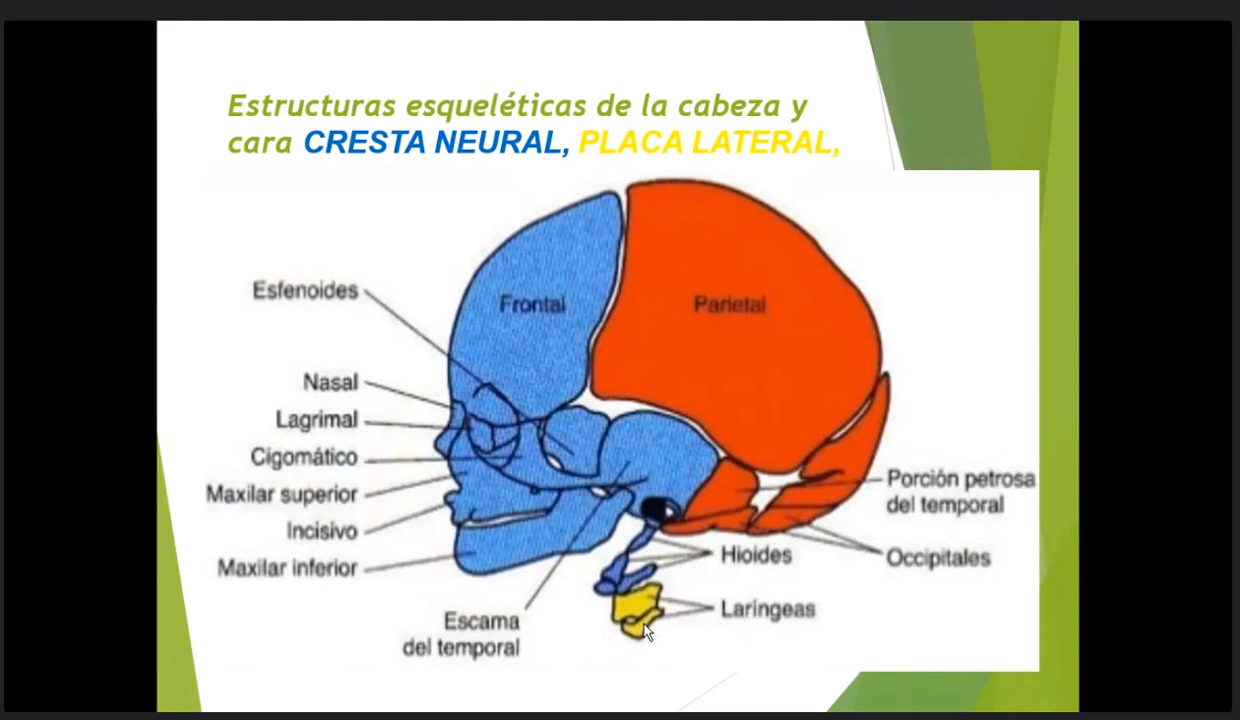 Estructuras esqueléticas de la cabeza y
cara CRESTA NEURAL, PLACA LATERAL,
Esfenoides
Frontal
Parietal
Nasal
Lagrimal
Cigomático
Maxilar superior
Incisivo
Maxilar inferior
Escama
del temporal
Porción petrosa
del temporal
Hioides
Occipitales
Laríngeas